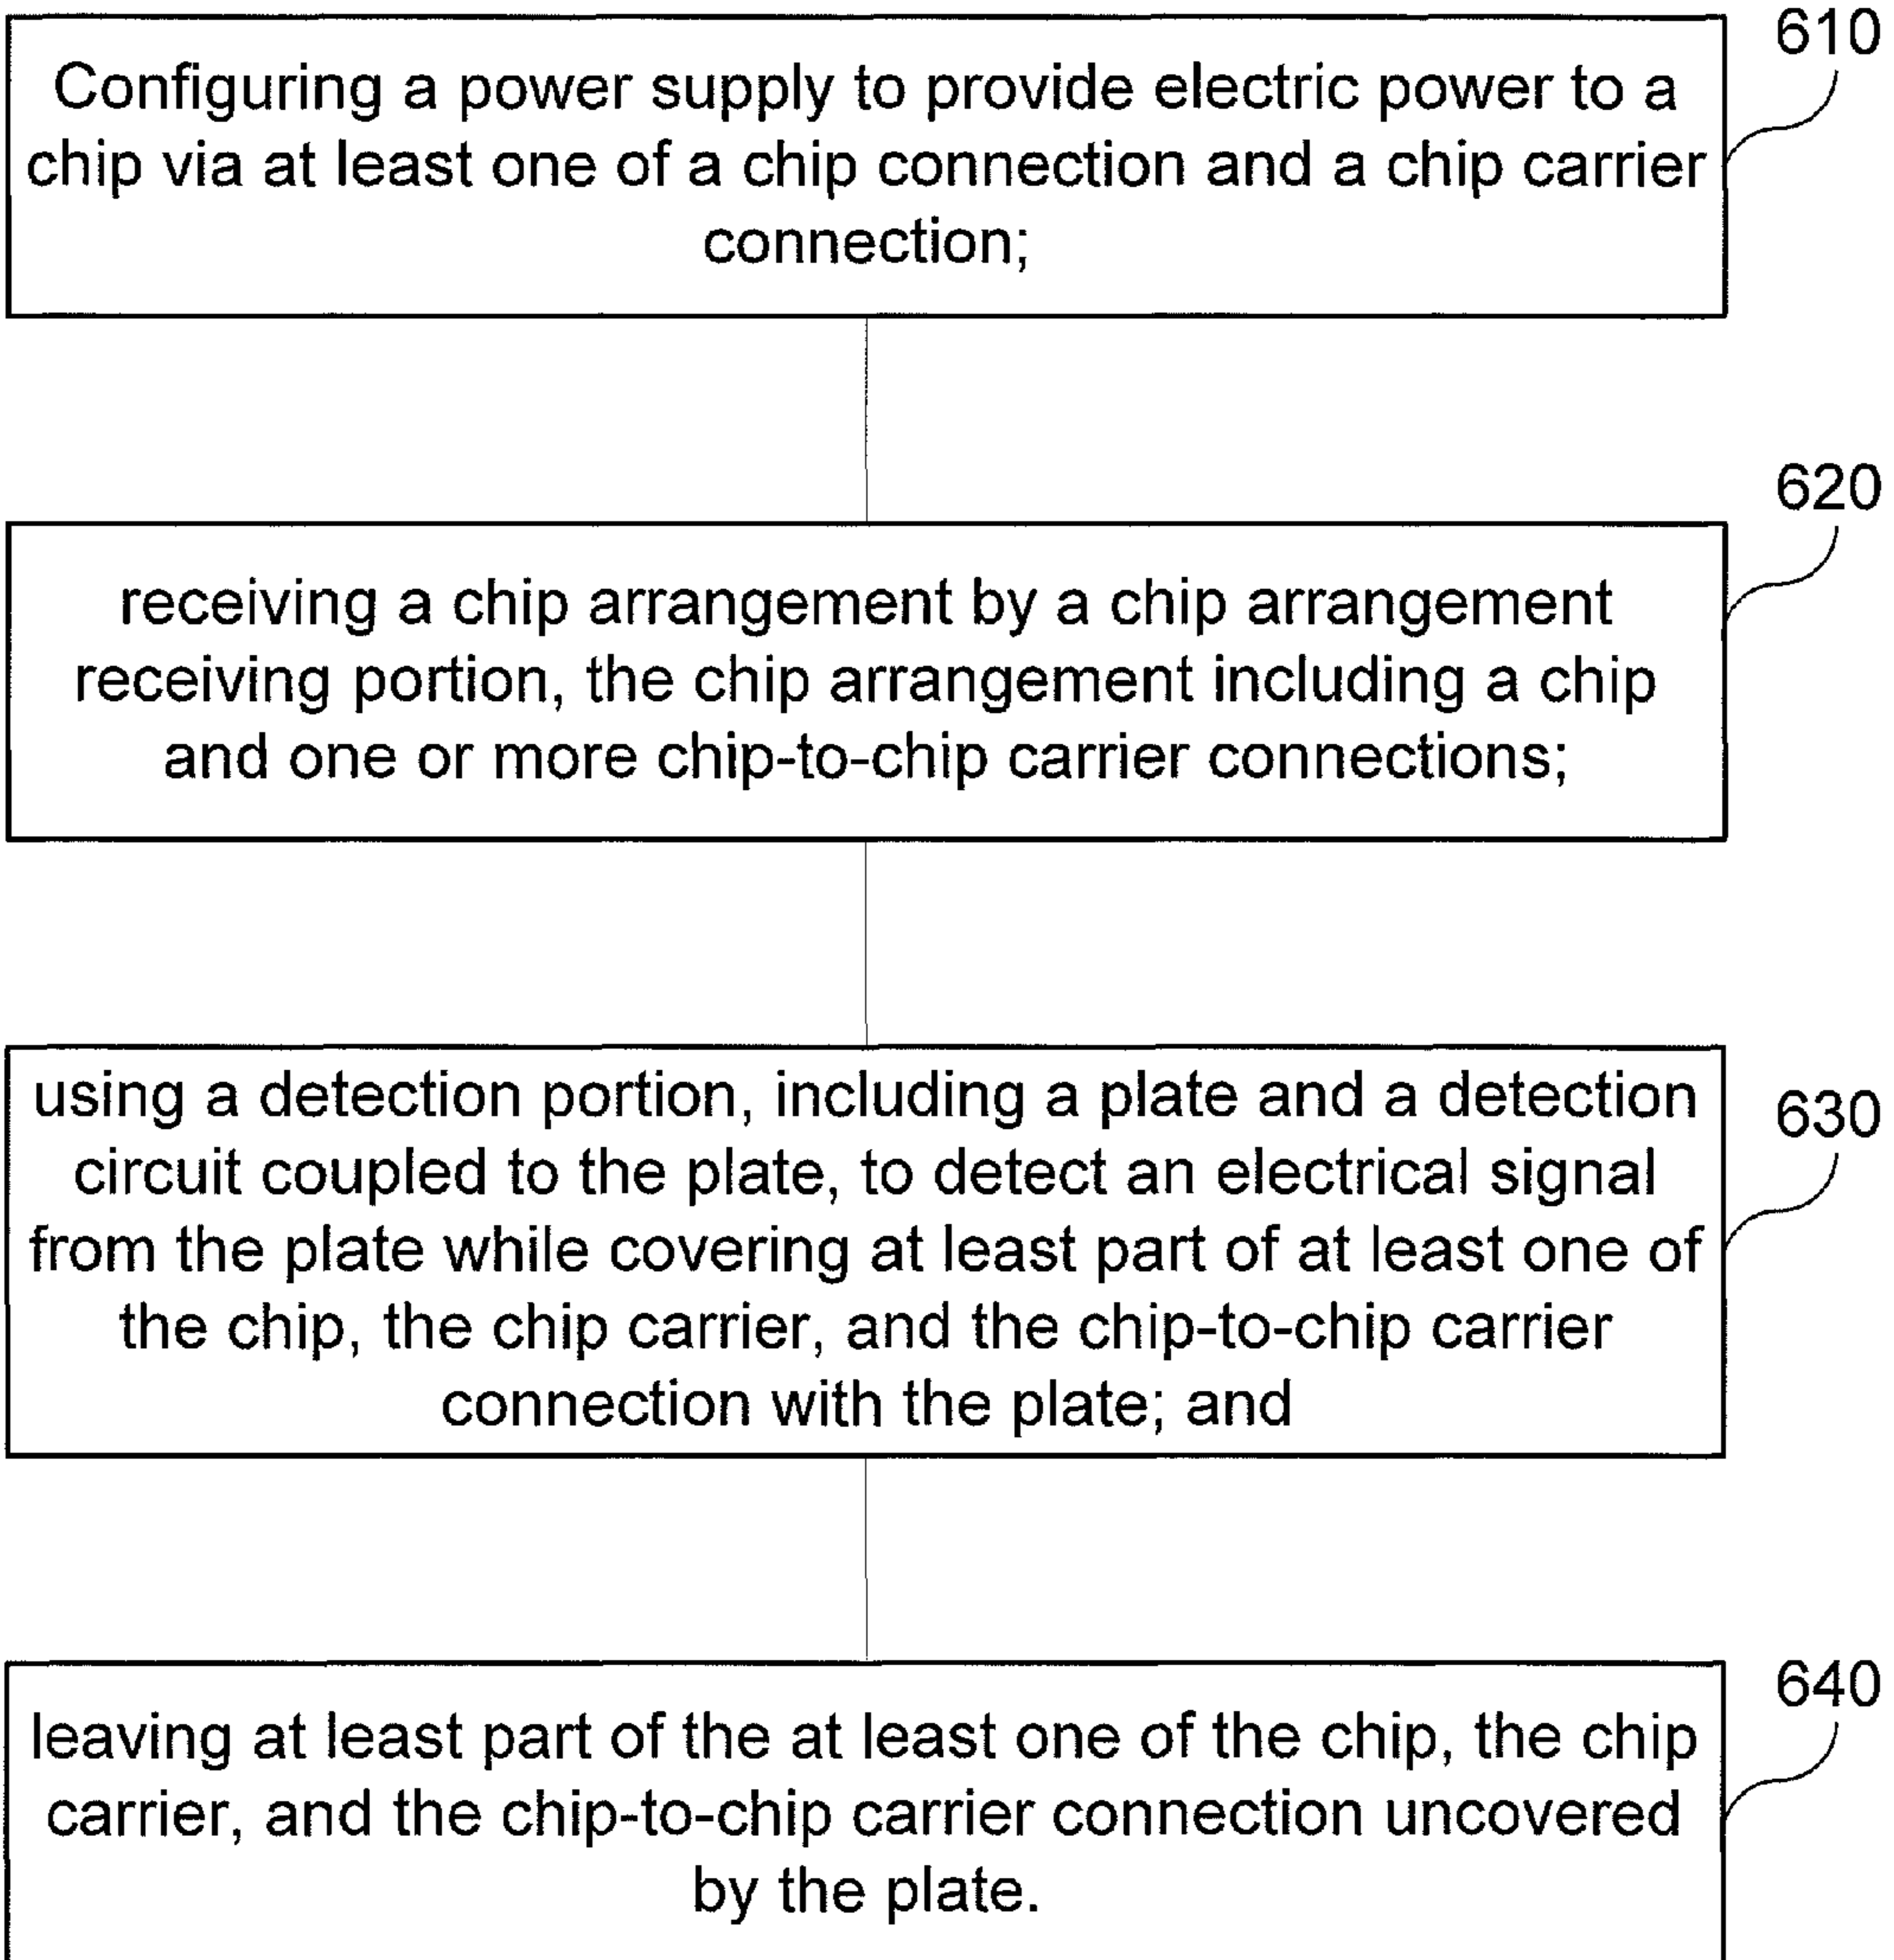 610
Configuring a power supply to provide electric power to a
chip via at least one of a chip connection and a chip carrier
connection;
620
receiving a chip arrangement by a chip arrangement
receiving portion, the chip arrangement including a chip
and one or more chip-to-chip carrier connections;
630
using a detection portion, including a plate and a detection
circuit coupled to the plate, to detect an electrical signal
from the plate while covering at least part of at least one of
the chip, the chip carrier, and the chip-to-chip carrier
connection with the plate; and
640
leaving at least part of the at least one of the chip, the chip
carrier, and the chip-to-chip carrier connection uncovered
by the plate.